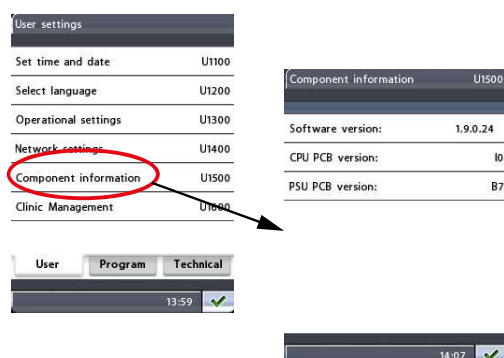 User settings
Set time and date U1100
Select language U1200
Operational settings U1300
Network settings U1400
Component information U1500
Clinic Management U1600
User Program Technical
13:59
Component information U1500
Software version: 1.9.0.24
CPU PCB version: I0
PSU PCB version: B7
14:07